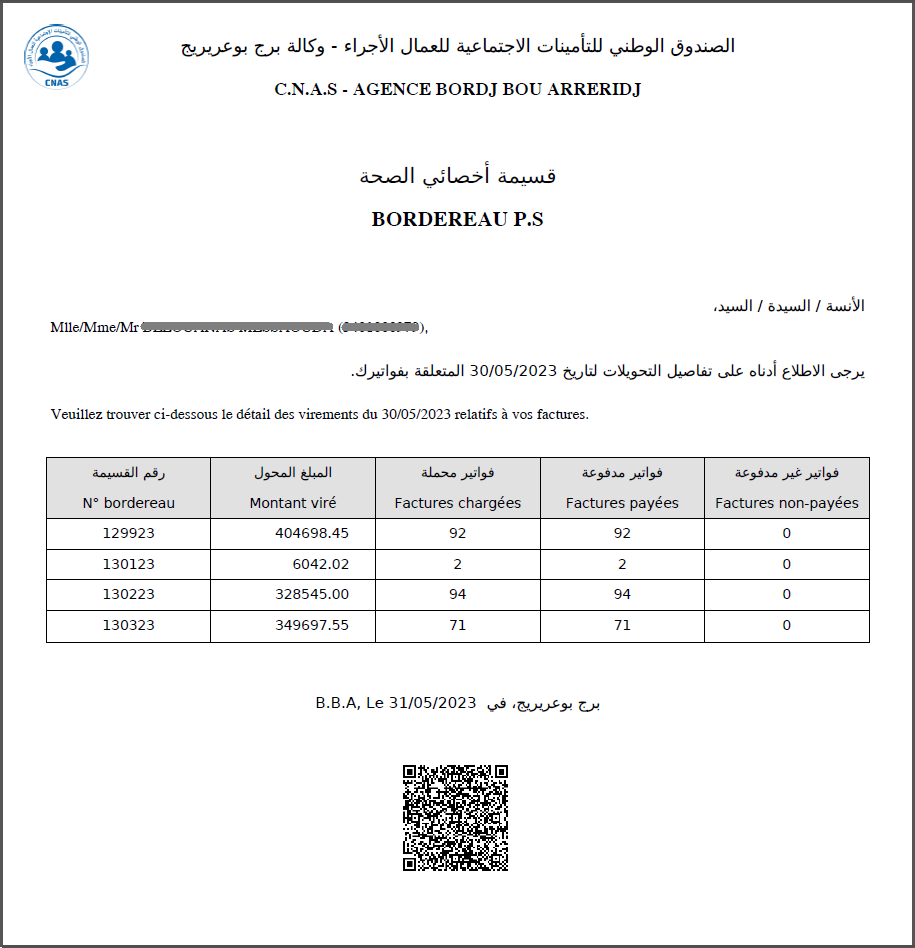 الصندوق الوطني للتأمينات الاجتماعية للعمال الأجراء - وكالة برج بوعريريج
CNAS
C.N.A.S - AGENCE BORDJ BOU ARRERIDJ
قسيمة أخصائي الصحة
BORDEREAU P.S
الأنسة / السيدة / السيد،
Mlle/Mme/Mr (),
يرجى الاطلاع أدناه على تفاصيل التحويلات لتاريخ 30/05/2023 المتعلقة بفواتيرك.
Veuillez trouver ci-dessous le détail des virements du 30/05/2023 relatifs à vos factures.
رقم القسيمة المبلغ المحول فواتير محملة فواتير مدفوعة فواتير غير مدفوعة
N° bordereau Montant viré Factures chargées Factures payées Factures non-payées
129923 404698.45 92 92 0
130123 6042.02 2 2 0
130223 328545.00 94 94 0
130323 349697.55 71 71 0
B.B.A, Le 31/05/2023 برج بوعريريج، في